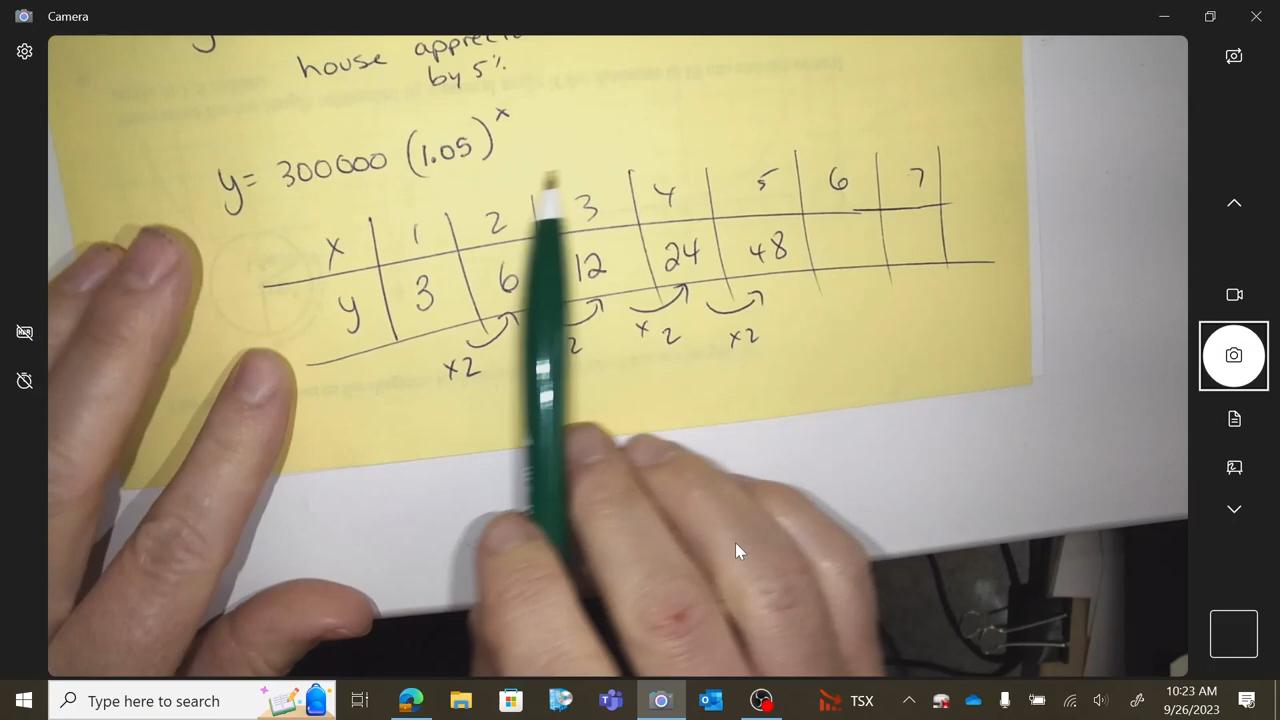 Camera
house
by 5%
y= 300000 (1.05)^x
x 1 2 3 4 5 6 7
y 3 6 12 24 48
x2 2 x2 x2
Type here to search
TSX
10:23 AM
9/26/2023